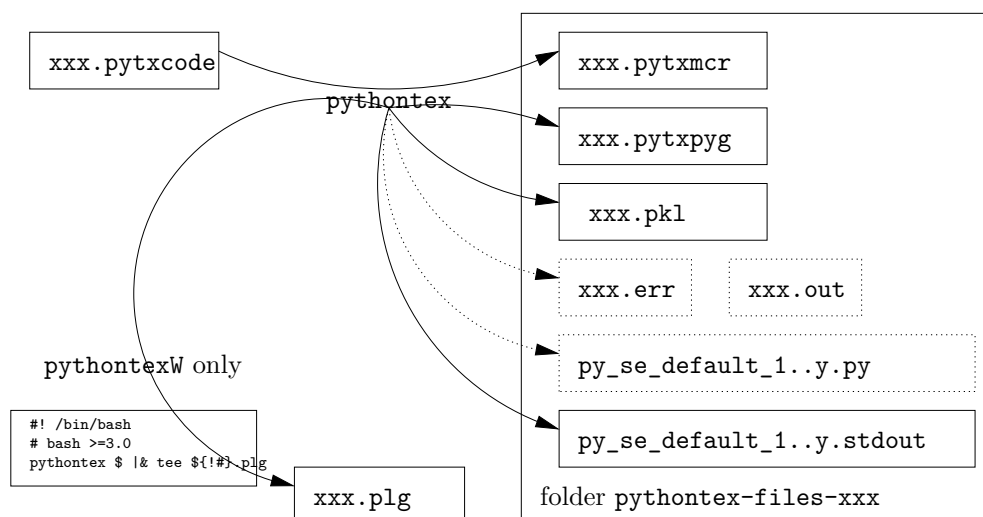 xxx.pytxcode
xxx.pytxmcr
pythontex
xxx.pytxpyg
xxx.pkl
xxx.err
xxx.out
pythontexW only
py_se_default_1..y.py
#! /bin/bash
# bash >=3.0
pythontex $ |& tee ${!#}.plg
py_se_default_1..y.stdout
xxx.plg
folder pythontex-files-xxx